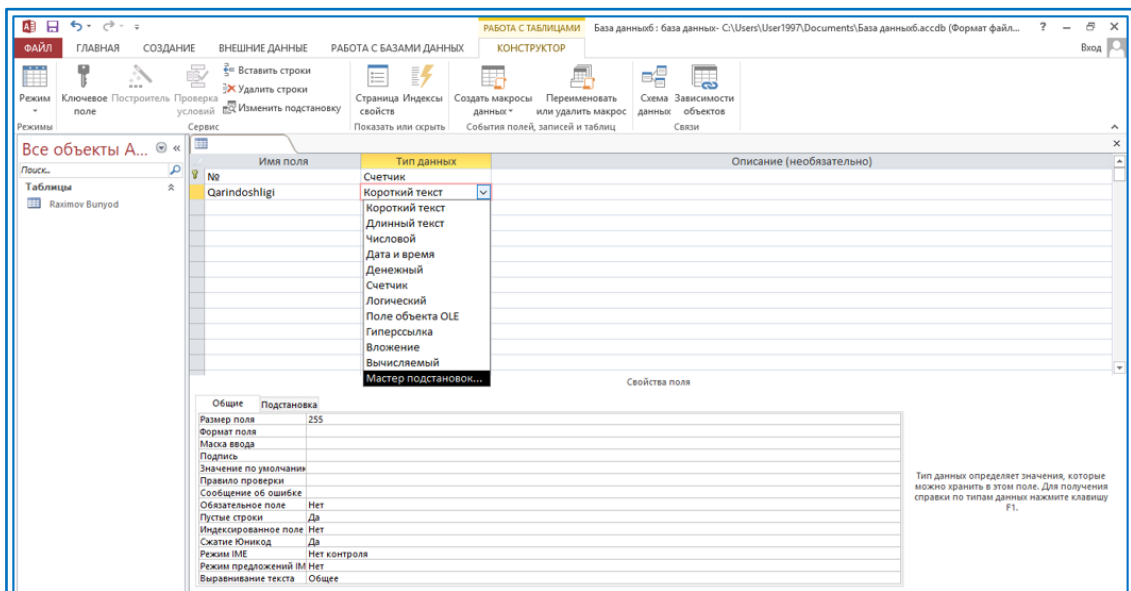 РАБОТА С ТАБЛИЦАМИ База данных6 : база данных- C:\Users\User1997\Documents\База данных6.accdb (Формат файл... ?
ФАЙЛ ГЛАВНАЯ СОЗДАНИЕ ВНЕШНИЕ ДАННЫЕ РАБОТА С БАЗАМИ ДАННЫХ КОНСТРУКТОР Вход
Режим
Ключевое поле
Построитель
Проверка условий
Вставить строки
Удалить строки
Изменить подстановку
Страница свойств
Индексы
Создать макросы данных
Переименовать или удалить макрос
Схема данных
Зависимости объектов
Режимы Сервис Показать или скрыть События полей, записей и таблиц Связи
Все объекты A... «
Поиск...
Таблицы
Raximov Bunyod
Имя поля Тип данных Описание (необязательно)
№ Счетчик
Qarindoshligi Короткий текст
Короткий текст
Длинный текст
Числовой
Дата и время
Денежный
Счетчик
Логический
Поле объекта OLE
Гиперссылка
Вложение
Вычисляемый
Мастер подстановок...
Свойства поля
Общие Подстановка
Размер поля 255
Формат поля
Маска ввода
Подпись
Значение по умолчани
Правило проверки
Сообщение об ошибке
Обязательное поле Нет
Пустые строки Да
Индексированное поле Нет
Сжатие Юникод Да
Режим IME Нет контроля
Режим предложений IM Нет
Выравнивание текста Общее
Тип данных определяет значения, которые
можно хранить в этом поле. Для получения
справки по типам данных нажмите клавишу
F1.